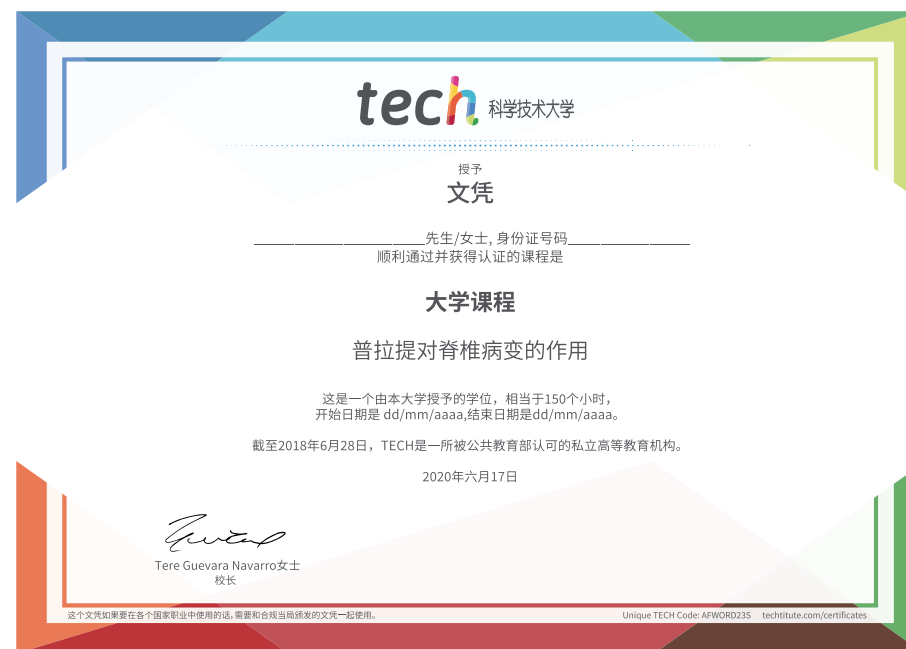 tech 科学技术大学
授予
文凭
先生/女士, 身份证号码
顺利通过并获得认证的课程是
大学课程
普拉提对脊椎病变的作用
这是一个由本大学授予的学位，相当于150个小时，
开始日期是 dd/mm/aaaa,结束日期是dd/mm/aaaa。
截至2018年6月28日，TECH是一所被公共教育部认可的私立高等教育机构。
2020年六月17日
Tere Guevara Navarro女士
校长
这个文凭如果要在各个国家职业中使用的话,需要和合规当局颁发的文凭一起使用。
Unique TECH Code: AFWORD23S techtitute.com/certificates